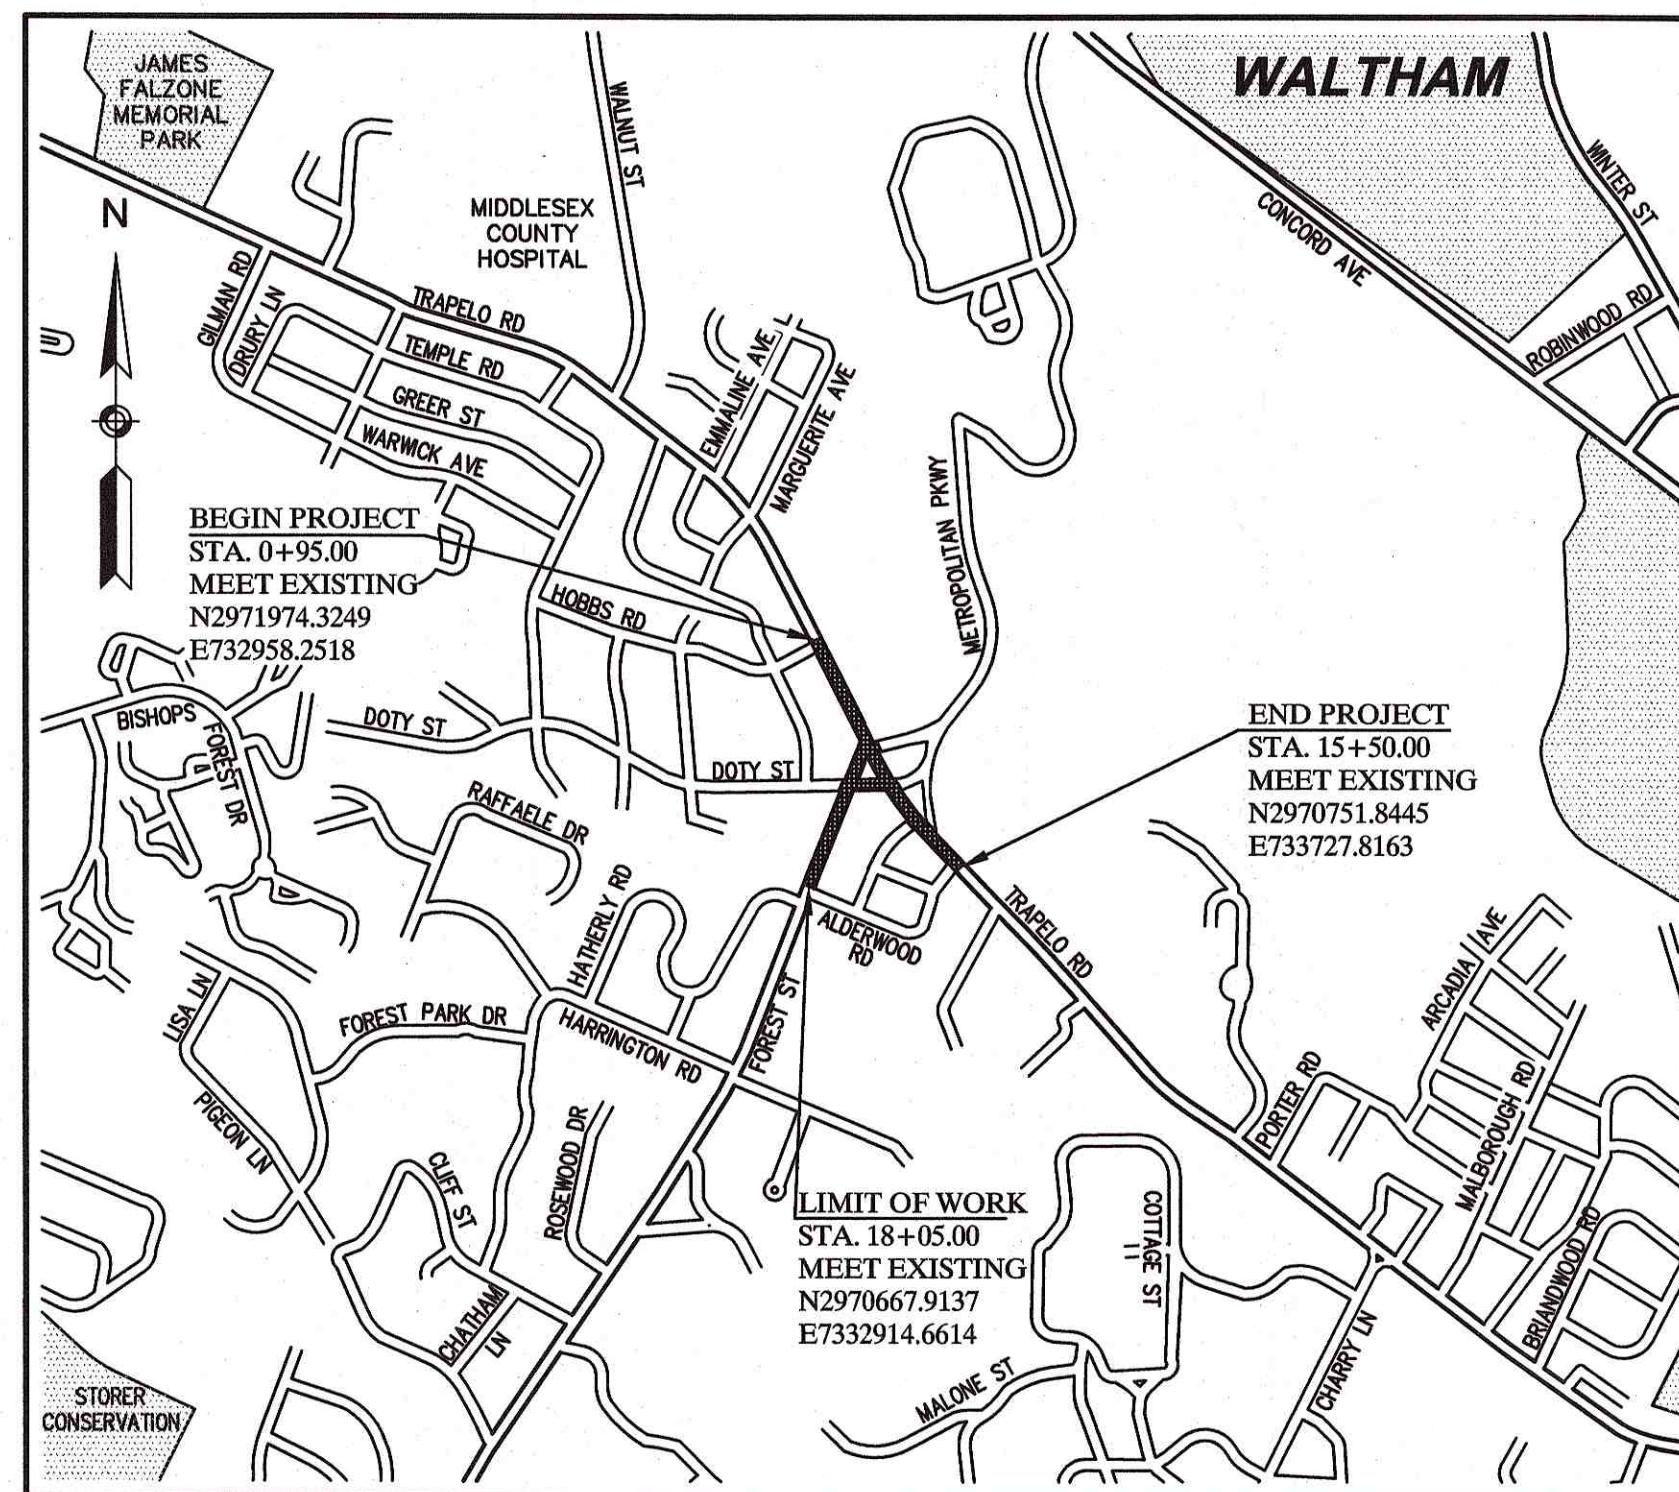 JAMES
FALZONE
MEMORIAL
PARK
WALTHAM
N
WALNUT ST
MIDDLESEX
COUNTY
HOSPITAL
WINTER ST
CONCORD AVE
ROBINWOOD RD
GILMAN RD
DRURY LN
TRAPELO RD
TEMPLE RD
GREER ST
WARWICK AVE
EMMALINE AVE
MARGUERITE AVE
METROPOLITAN PKWY
BEGIN PROJECT
STA. 0+95.00
MEET EXISTING
N2971974.3249
E732958.2518
HOBBS RD
BISHOPS
FOREST DR
DOTY ST
DOTY ST
END PROJECT
STA. 15+50.00
MEET EXISTING
N2970751.8445
E733727.8163
RAFFAELE DR
HATHERLY RD
ALDERWOOD
RD
TRAPELO RD
ARCADIA AVE
LISA LN
FOREST PARK DR
HARRINGTON RD
FOREST ST
PIGEON LN
CLIFF ST
ROSEWOOD DR
PORTER RD
MALBOROUGH RD
LIMIT OF WORK
STA. 18+05.00
MEET EXISTING
N2970667.9137
E7332914.6614
COTTAGE ST
BRIANDWOOD RD
CHATHAM
LN
CHARRY LN
MALONE ST
STORER
CONSERVATION